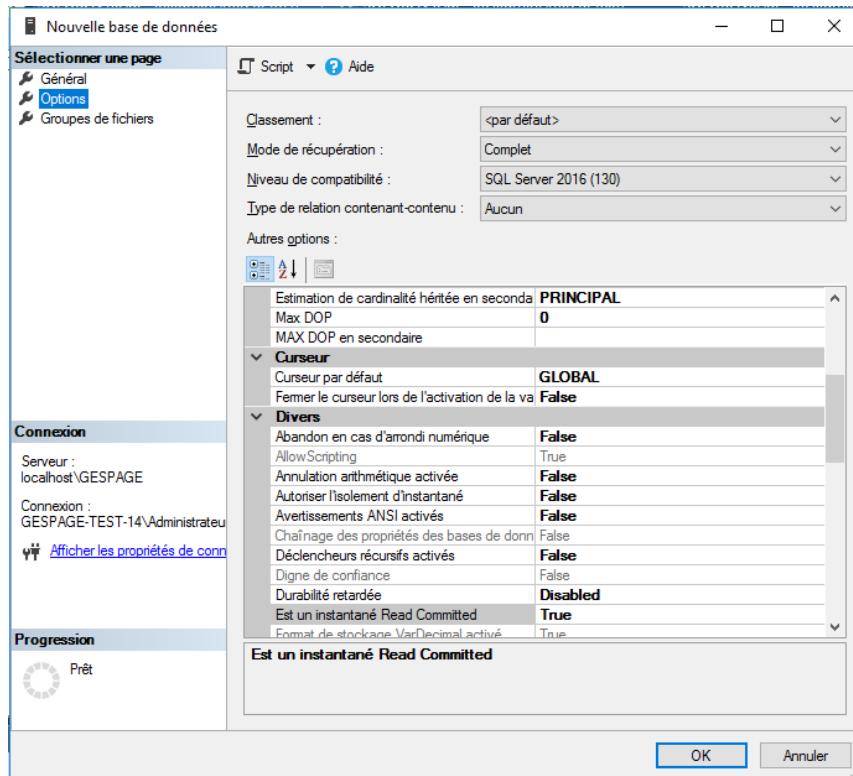 Nouvelle base de données
Sélectionner une page
Général
Options
Groupes de fichiers
Script
Aide
Classement :
<par défaut>
Mode de récupération :
Complet
Niveau de compatibilité :
SQL Server 2016 (130)
Type de relation contenant-contenu :
Aucun
Autres options :
Estimation de cardinalité héritée en seconda PRINCIPAL
Max DOP 0
MAX DOP en secondaire
Curseur
Curseur par défaut GLOBAL
Fermer le curseur lors de l'activation de la va False
Divers
Abandon en cas d'arrondi numérique False
AllowScripting True
Annulation arithmétique activée False
Autoriser l'isolement d'instantané False
Avertissements ANSI activés False
Chaînage des propriétés des bases de donn False
Déclencheurs récursifs activés False
Digne de confiance False
Durabilité retardée Disabled
Est un instantané Read Committed True
Format de stockage VarDecimal activé True
Est un instantané Read Committed
Connexion
Serveur :
localhost\GESPAGE
Connexion :
GESPAGE-TEST-14\Administrateu
Afficher les propriétés de conn
Progression
Prêt
OK
Annuler